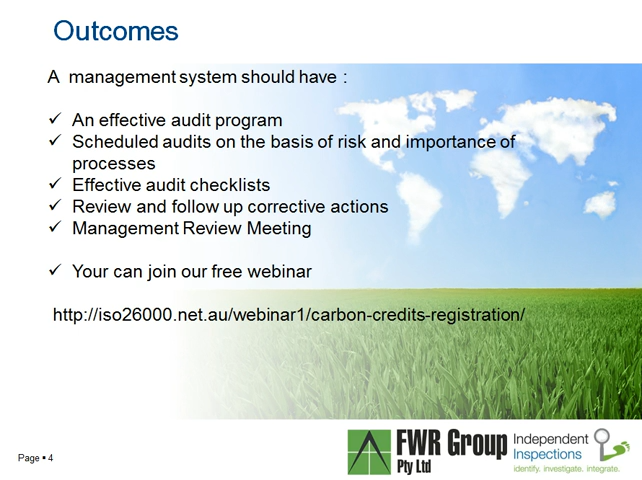 Outcomes
A management system should have :
✓ An effective audit program
✓ Scheduled audits on the basis of risk and importance of
processes
✓ Effective audit checklists
✓ Review and follow up corrective actions
✓ Management Review Meeting
✓ Your can join our free webinar
http://iso26000.net.au/webinar1/carbon-credits-registration/
Page ▪ 4
FWR Group
Pty Ltd
Independent
Inspections
identify. investigate. integrate.